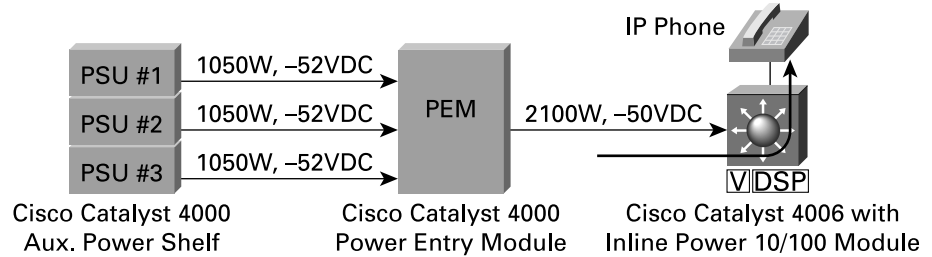 IP Phone
PSU #1
1050W, –52VDC
PSU #2
1050W, –52VDC
PEM
2100W, –50VDC
PSU #3
1050W, –52VDC
V DSP
Cisco Catalyst 4000
Aux. Power Shelf
Cisco Catalyst 4000
Power Entry Module
Cisco Catalyst 4006 with
Inline Power 10/100 Module